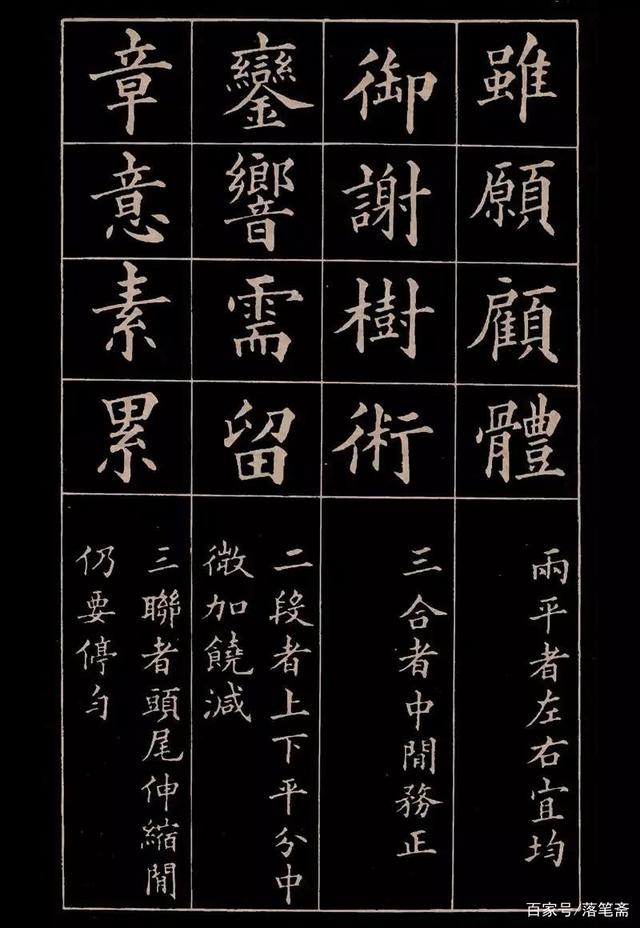 雖願顧體
兩平者左右宜均
御謝樹術
三合者中閒務正
鑾響需留
二段者上下平分中
微加饒減
章意素累
三聯者頭尾伸縮閒
仍要停勻
百家号/落笔斋